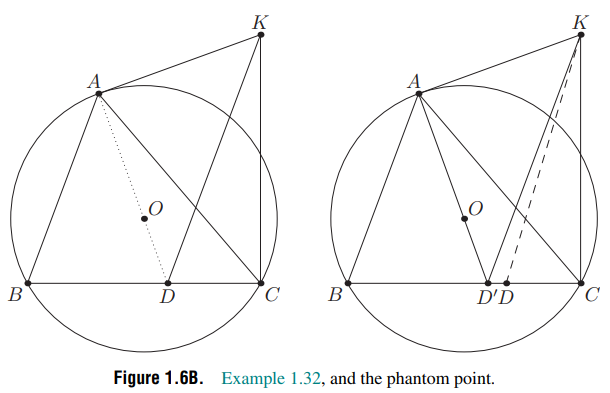 K K
A A
O O
B D C B D'D C
Figure 1.6B. Example 1.32, and the phantom point.